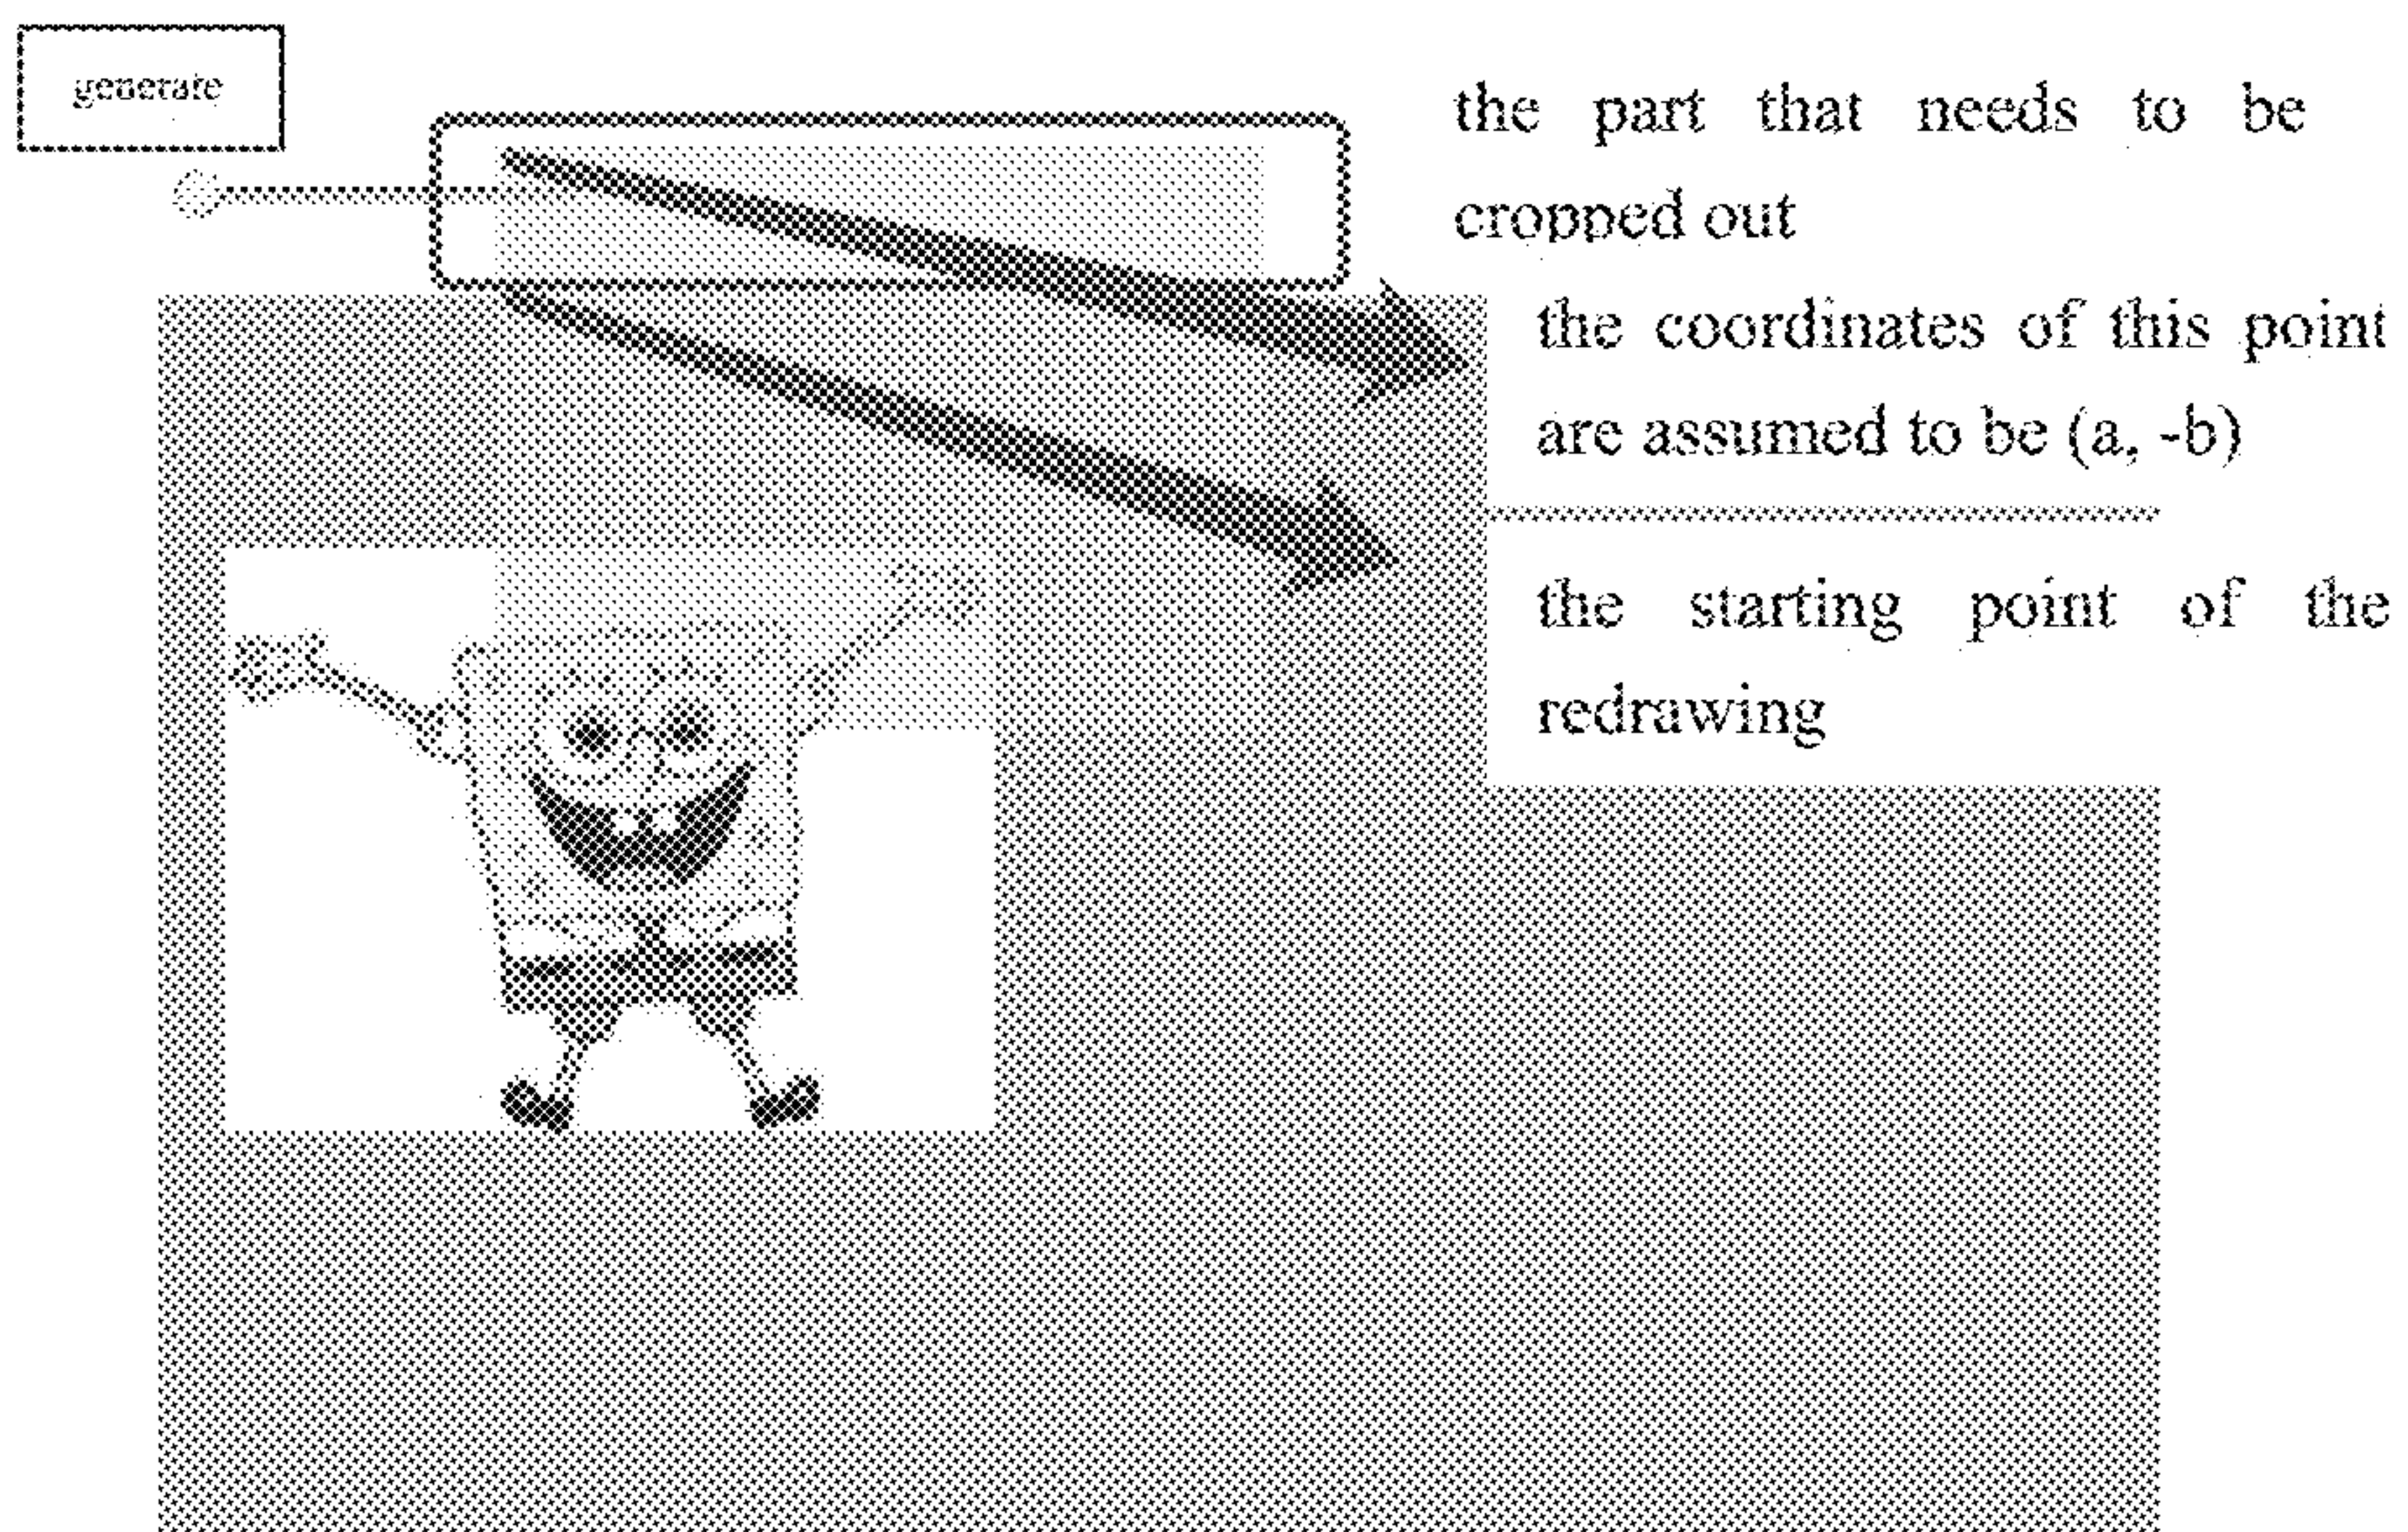 generate
the part that needs to be
cropped out
the coordinates of this point
are assumed to be (a, -b)
the starting point of the
redrawing